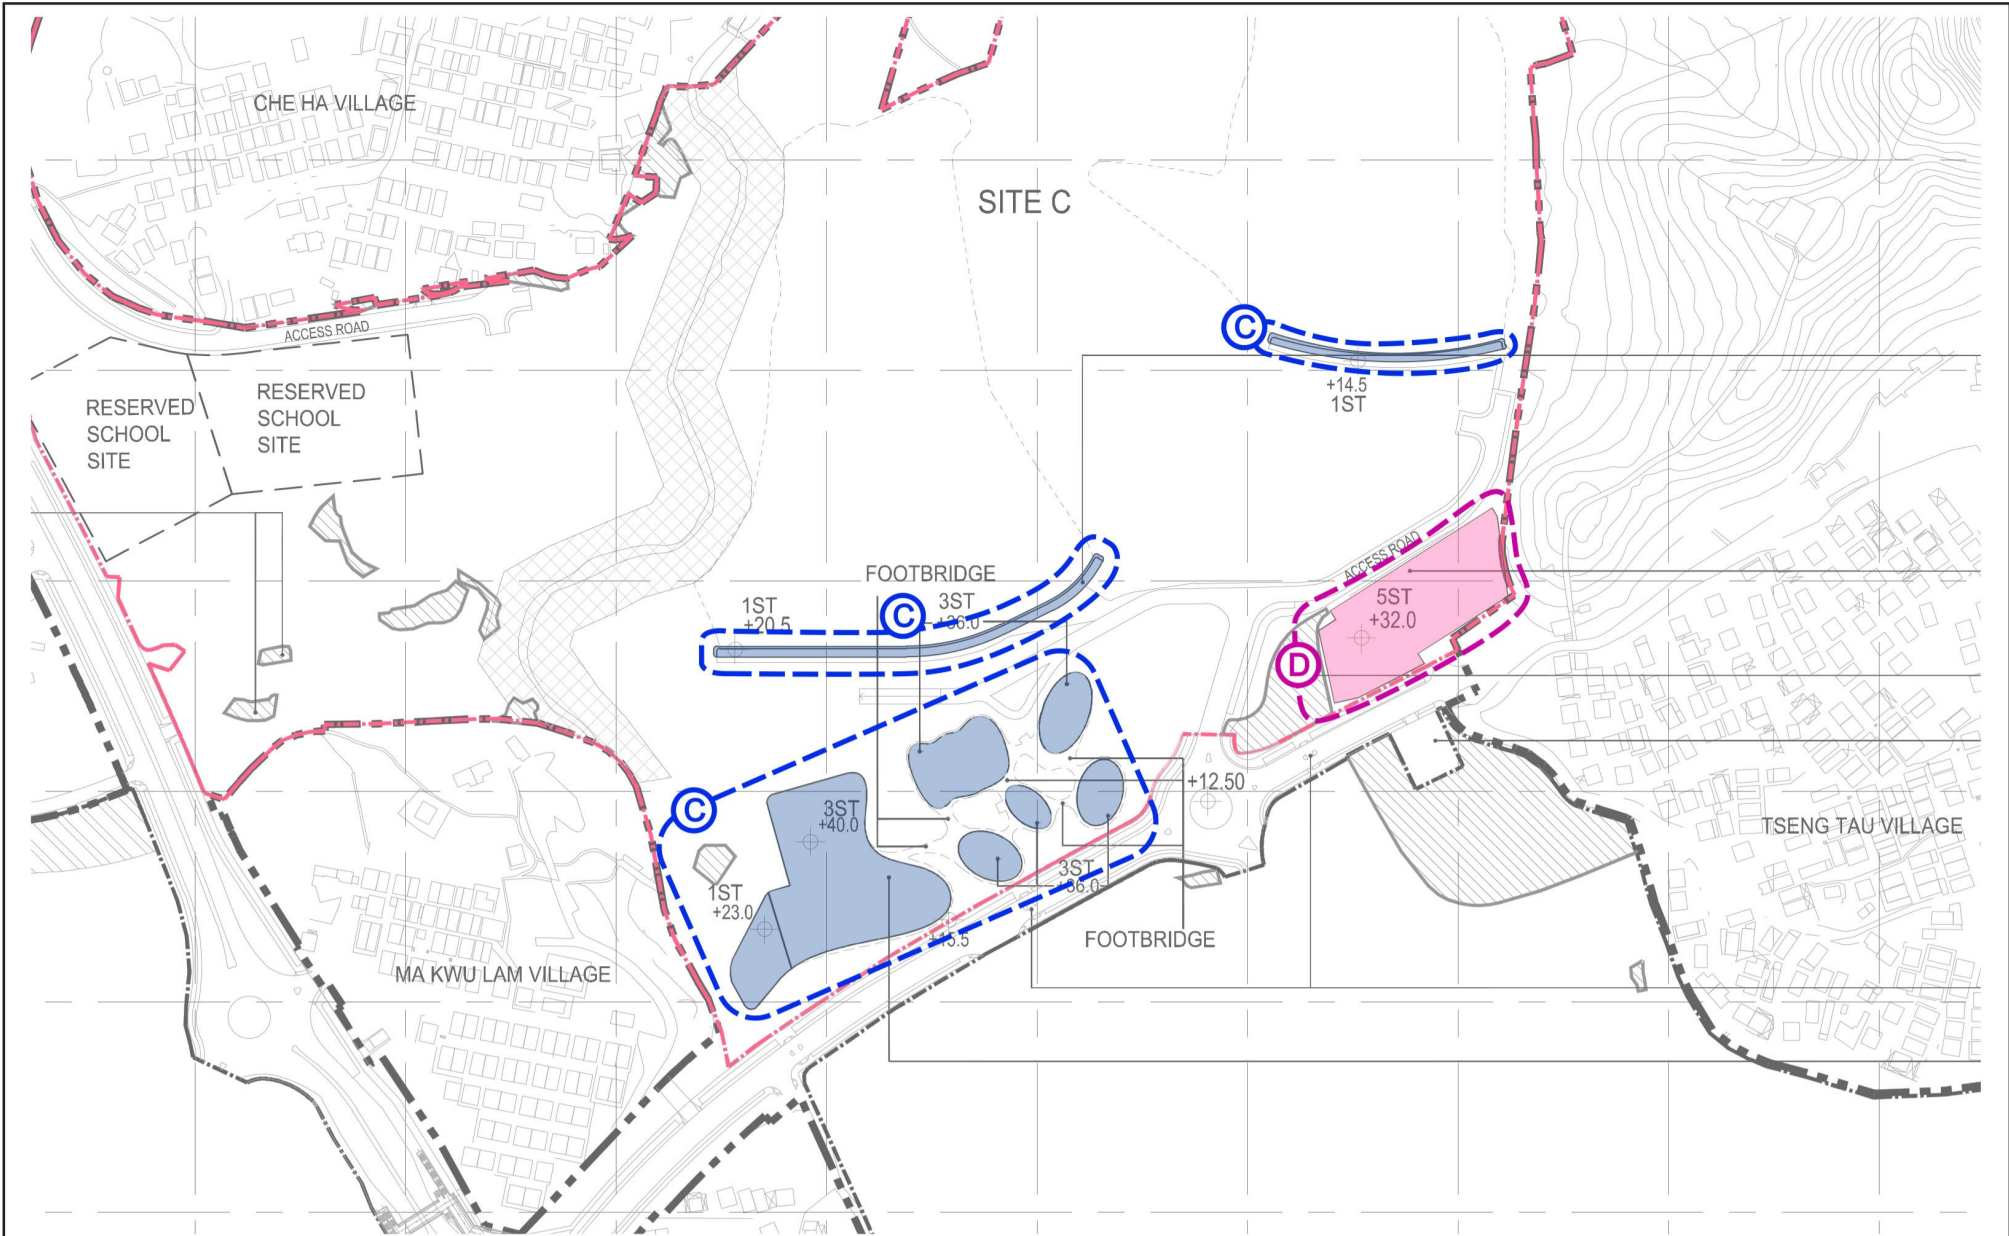 CHE HA VILLAGE
SITE C
ACCESS ROAD
C
+14.5
1ST
RESERVED
SCHOOL
SITE
RESERVED
SCHOOL
SITE
ACCESS ROAD
FOOTBRIDGE
C
3ST
+36.0
1ST
+20.5
5ST
+32.0
D
C
+12.50
3ST
+40.0
TSENG TAU VILLAGE
3ST
+36.0
1ST
+23.0
+15.5
FOOTBRIDGE
MA KWU LAM VILLAGE